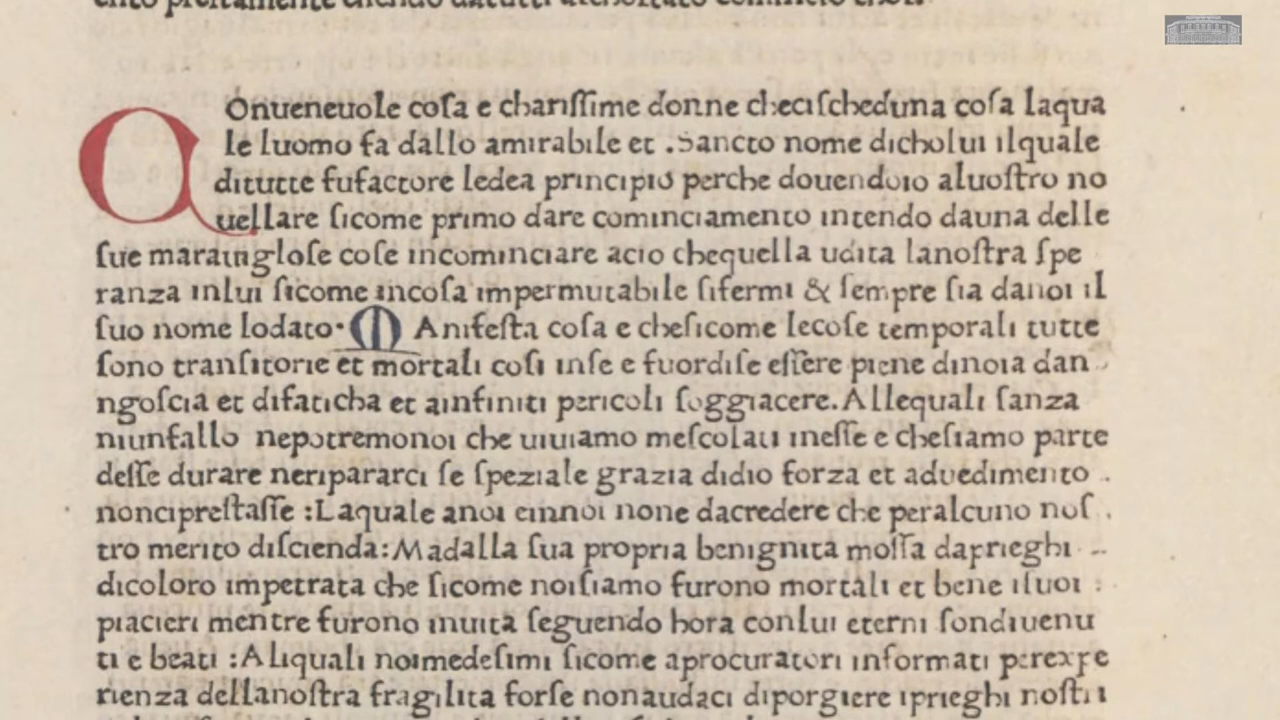 Onueneuole cosa e charissime donne checischeduna cosa laqua
le luomo fa dallo amirabile et .Sancto nome dicholui ilquale
ditutte fufactore ledea principio perche douendoio aluostro no
uellare sicome primo dare cominciamento intendo dauna delle
sue marauigliose cose incominciare acio chequella udita lanostra spe
ranza inlui sicome incosa impermutabile sifermi & sempre sia danoi il
suo nome lodato· M Anifesta cosa e chesicome lecose temporali tutte
sono transitorie et mortali cosi inse e fuordise essere piene dinoia dan
ngoscia et difaticha et ainfiniti pericoli soggiacere. Allequali sanza
niunfallo nepotremonoi che uiuiamo mescolati inesse e chesiamo parte
desse durare neripararci se speziale grazia didio forza et aduedimento
nonciprestasse :Laquale anoi einnoi none dacredere che peralcuno nos
tro merito discienda:Madalla sua propria benignita mossa daprieghi
dicoloro impetrata che sicome noisiamo furono mortali et bene isuoi :
piacieri mentre furono inuita seguendo hora conlui eterni sondiuenu
ti e beati :Aliquali noimedesimi sicome aprocuratori informati perexpe
rienza dellanostra fragilita forse nonaudaci diporgiere iprieghi nostri